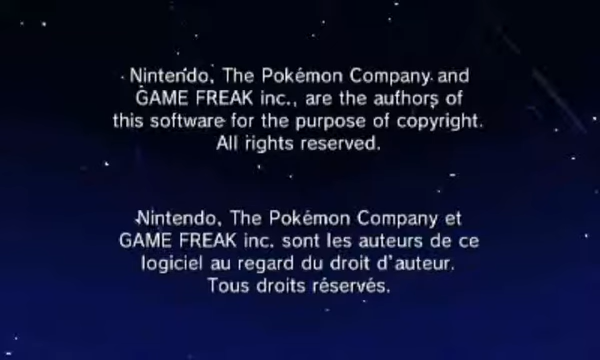 Nintendo, The Pokémon Company and
GAME FREAK inc., are the authors of
this software for the purpose of copyright.
All rights reserved.
Nintendo, The Pokémon Company et
GAME FREAK inc. sont les auteurs de ce
logiciel au regard du droit d'auteur.
Tous droits réservés.